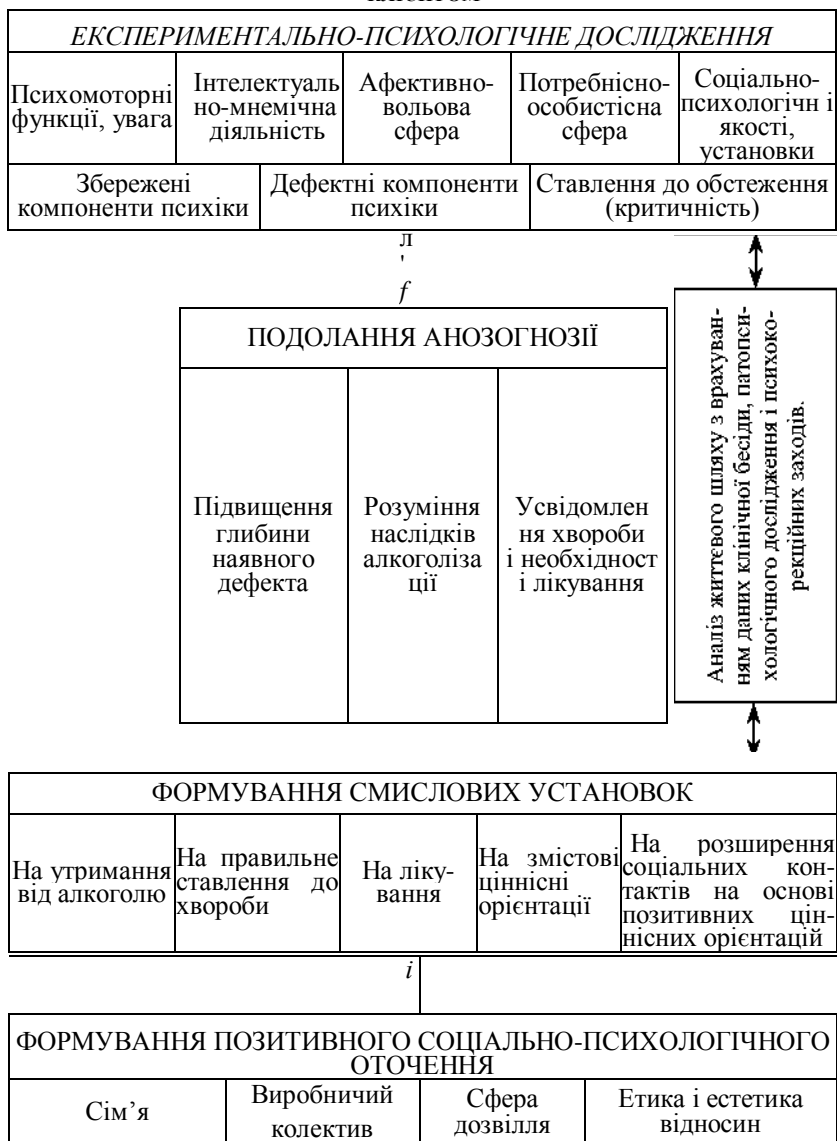 ЕКСПЕРИМЕНТАЛЬНО-ПСИХОЛОГІЧНЕ ДОСЛІДЖЕННЯ
Психомоторні
функції, увага
Інтелектуаль
но-мнемічна
діяльність
Афективно-
вольова
сфера
Потребнісно-
особистісна
сфера
Соціально-
психологічн і
якості,
установки
Збережені
компоненти психіки
Дефектні компоненти
психіки
Ставлення до обстеження
(критичність)
л
'
f
ПОДОЛАННЯ АНОЗОГНОЗІЇ
Підвищення
глибини
наявного
дефекта
Розуміння
наслідків
алкоголіза
ції
Усвідомлен
ня хвороби
і необхідност
і лікування
Аналіз життєвого шляху з врахуван-
ням даних клінічної бесіди, патопси-
хологічного дослідження і психоко-
рекційних заходів.
ФОРМУВАННЯ СМИСЛОВИХ УСТАНОВОК
На утримання
від алкоголю
На правильне
ставлення до
хвороби
На ліку-
вання
На змістові
ціннісні
орієнтації
На розширення
соціальних кон-
тактів на основі
позитивних цін-
нісних орієнтацій
i
ФОРМУВАННЯ ПОЗИТИВНОГО СОЦІАЛЬНО-ПСИХОЛОГІЧНОГО
ОТОЧЕННЯ
Сім’я
Виробничий
колектив
Сфера
дозвілля
Етика і естетика
відносин